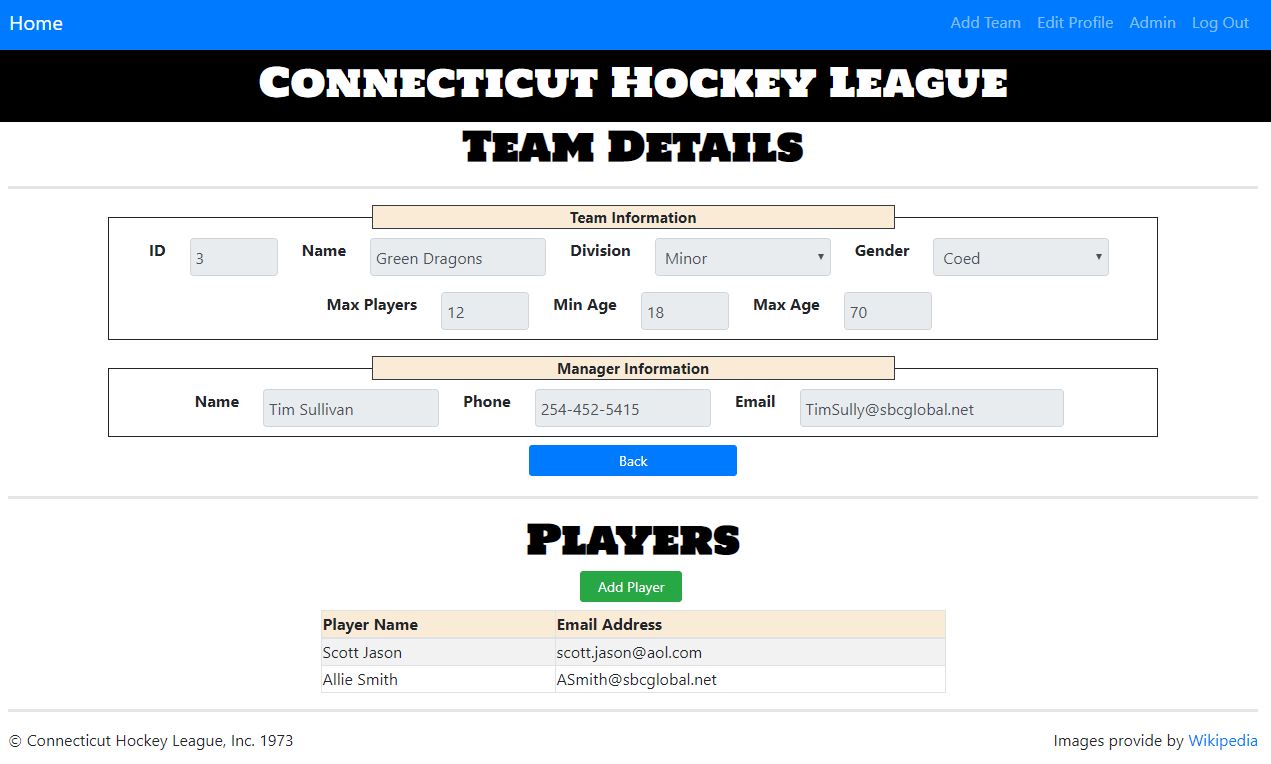 Home Add Team Edit Profile Admin Log Out
Connecticut Hockey League
Team Details
Team Information
ID 3 Name Green Dragons Division Minor Gender Coed
Max Players 12 Min Age 18 Max Age 70
Manager Information
Name Tim Sullivan Phone 254-452-5415 Email TimSully@sbcglobal.net
Back
Players
Add Player
Player Name Email Address
Scott Jason scott.jason@aol.com
Allie Smith ASmith@sbcglobal.net
© Connecticut Hockey League, Inc. 1973 Images provide by Wikipedia